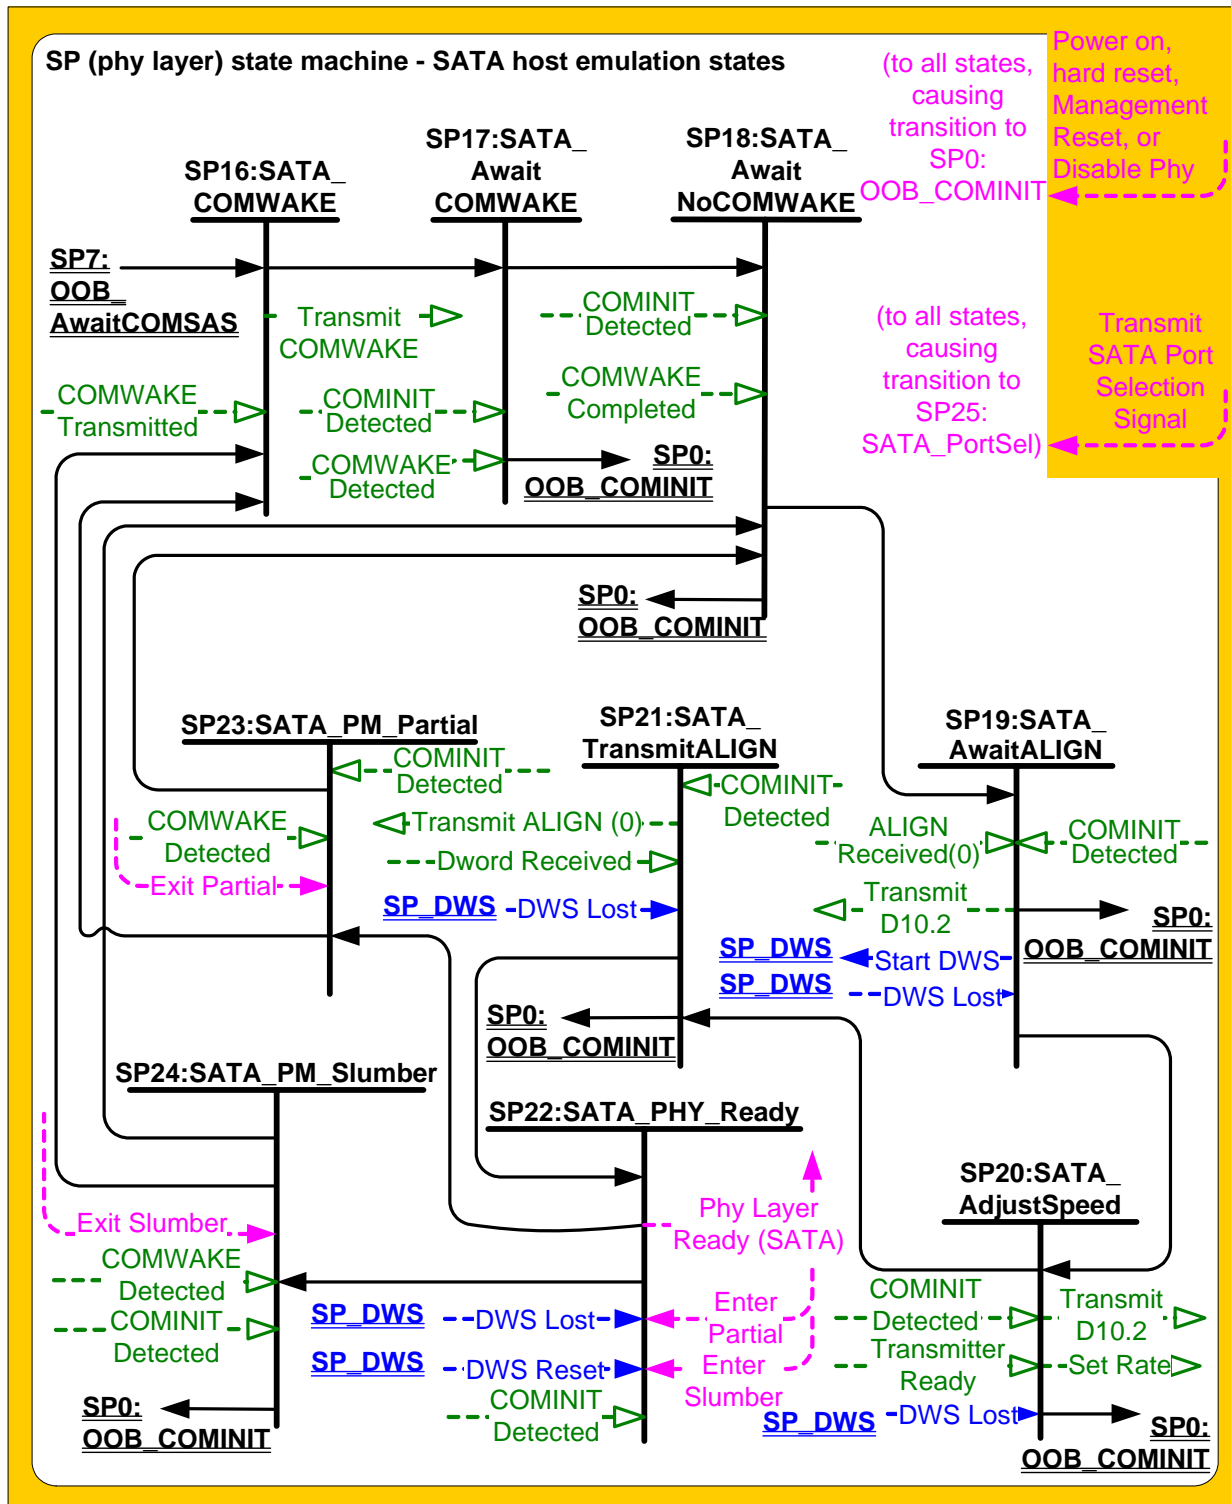 SP (phy layer) state machine - SATA host emulation states
(to all states,
causing
transition to
SP0:
OOB_COMINIT
Power on,
hard reset,
Management
Reset, or
Disable Phy
SP16:SATA_
COMWAKE
SP17:SATA_
Await
COMWAKE
SP18:SATA_
Await
NoCOMWAKE
SP7:
OOB_
AwaitCOMSAS
Transmit
COMWAKE
COMINIT
Detected
(to all states,
causing
transition to
SP25:
SATA_PortSel)
Transmit
SATA Port
Selection
Signal
COMWAKE
Transmitted
COMINIT
Detected
COMWAKE
Completed
COMWAKE
Detected
SP0:
OOB_COMINIT
SP0:
OOB_COMINIT
SP23:SATA_PM_Partial
SP21:SATA_
TransmitALIGN
SP19:SATA_
AwaitALIGN
COMINIT
Detected
COMINIT
Detected
COMWAKE
Detected
Transmit ALIGN (0)
ALIGN
Received(0)
COMINIT
Detected
Exit Partial
Dword Received
SP_DWS
DWS Lost
Transmit
D10.2
SP0:
OOB_COMINIT
SP_DWS
Start DWS
SP_DWS
DWS Lost
SP0:
OOB_COMINIT
SP24:SATA_PM_Slumber
SP22:SATA_PHY_Ready
SP20:SATA_
AdjustSpeed
Exit Slumber
Phy Layer
Ready (SATA)
COMWAKE
Detected
COMINIT
Detected
SP_DWS
DWS Lost
Enter
Partial
SP_DWS
DWS Reset
Enter
Slumber
COMINIT
Detected
COMINIT
Detected
Transmit
D10.2
Transmitter
Ready
Set Rate
SP_DWS
DWS Lost
SP0:
OOB_COMINIT
SP0:
OOB_COMINIT